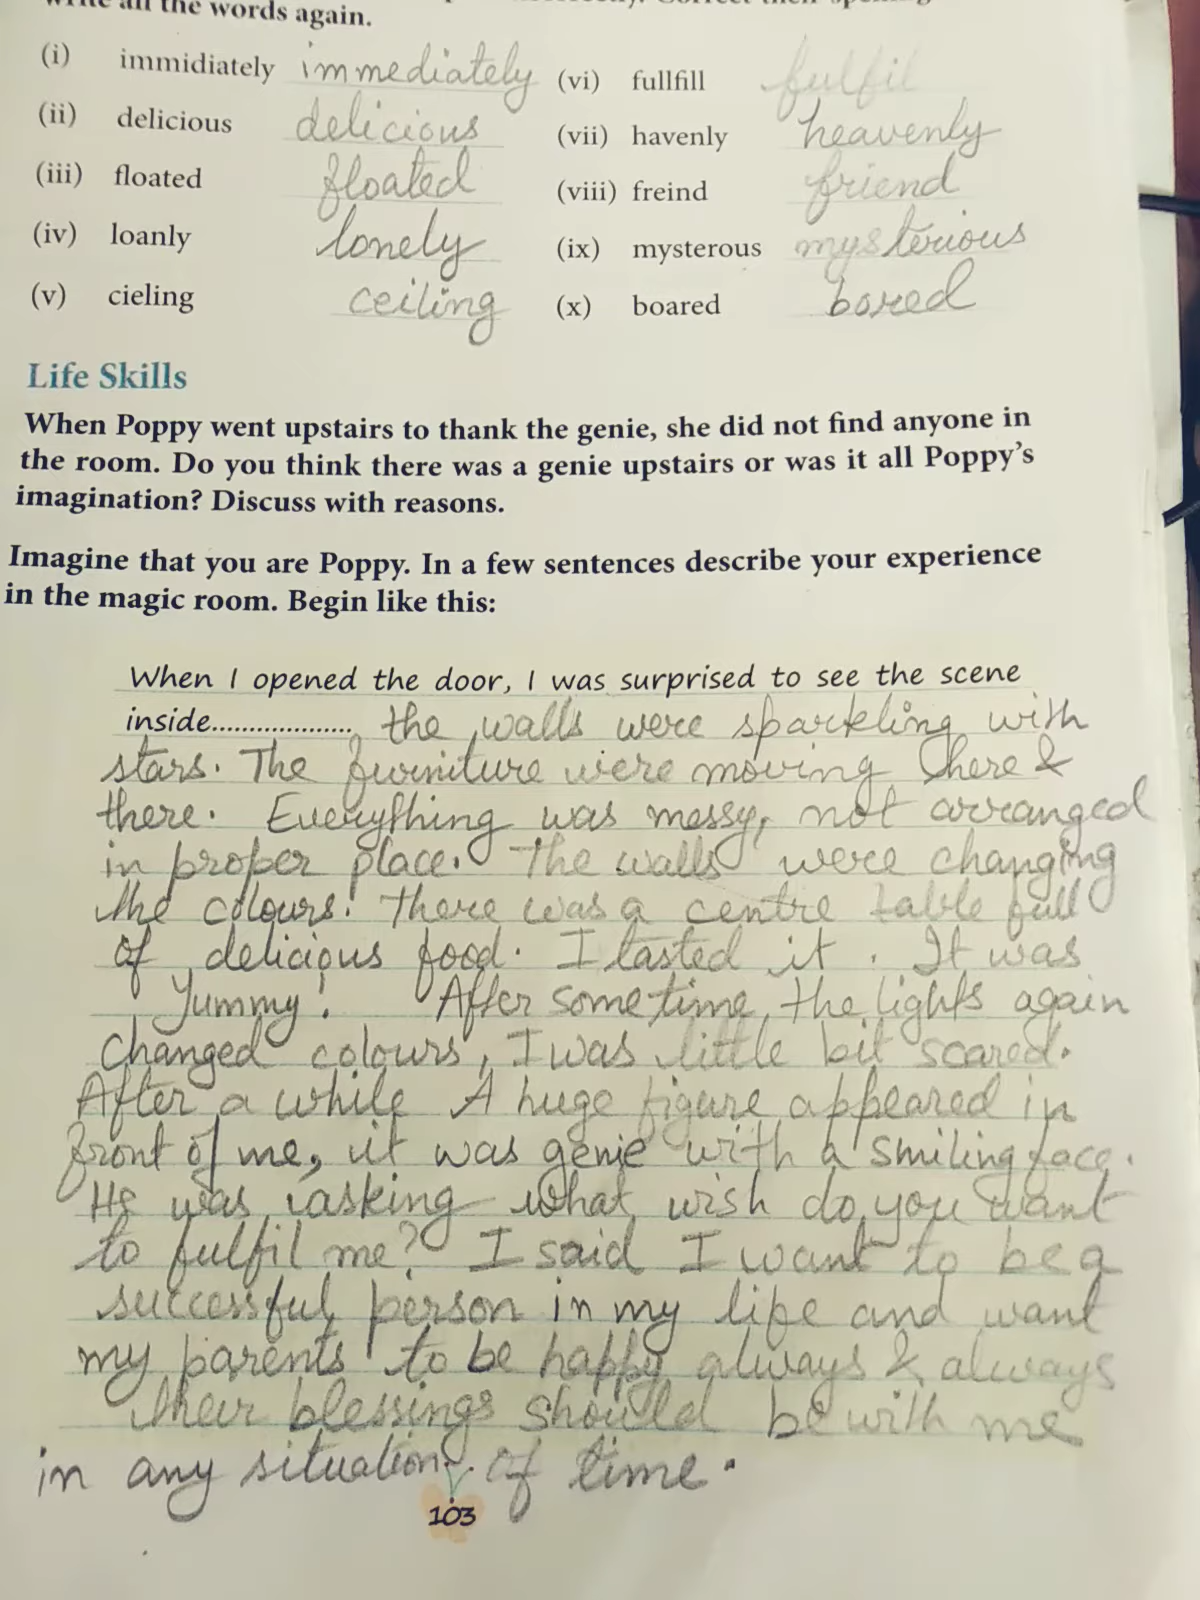 write all the words again.
(i) immidiately immediately (vi) fullfill fulfil
(ii) delicious delicious (vii) havenly heavenly
(iii) floated floated (viii) freind friend
(iv) loanly lonely (ix) mysterous mysterious
(v) cieling ceiling (x) boared bored
Life Skills
When Poppy went upstairs to thank the genie, she did not find anyone in
the room. Do you think there was a genie upstairs or was it all Poppy's
imagination? Discuss with reasons.
Imagine that you are Poppy. In a few sentences describe your experience
in the magic room. Begin like this:
When I opened the door, I was surprised to see the scene
inside.................... the walls were sparkling with
stars. The furniture were moving here &
there. Everything was messy, not arranged
in proper place. The walls were changing
the colours! There was a centre table full
of delicious food. I tasted it. It was
Yummy! After some time, the lights again
changed colours, I was little bit scared.
After a while A huge figure appeared in
front of me, it was genie with a smiling face.
He was asking what wish do you want
to fulfil me? I said I want to be a
successful person in my life and want
my parents to be happy always & always
their blessings should be with me
in any situation of time.
103